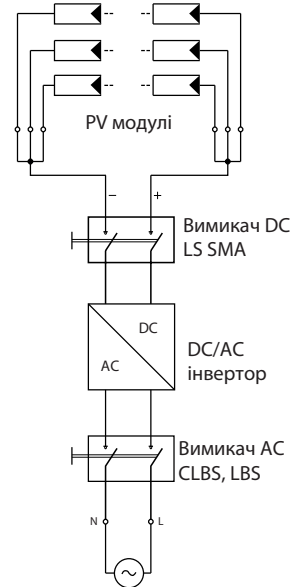 PV модулі
– +
Вимикач DC
LS SMA
DC
AC
DC/AC
інвертор
Вимикач AC
CLBS, LBS
N L